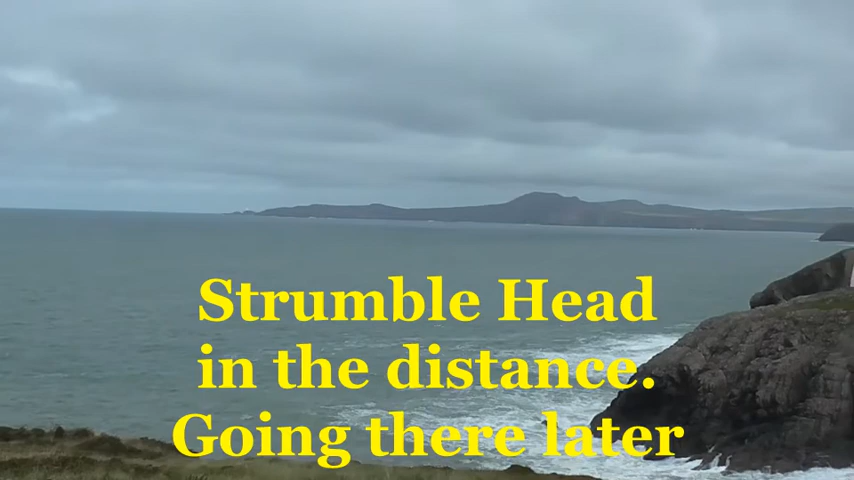 Strumble Head
in the distance.
Going there later